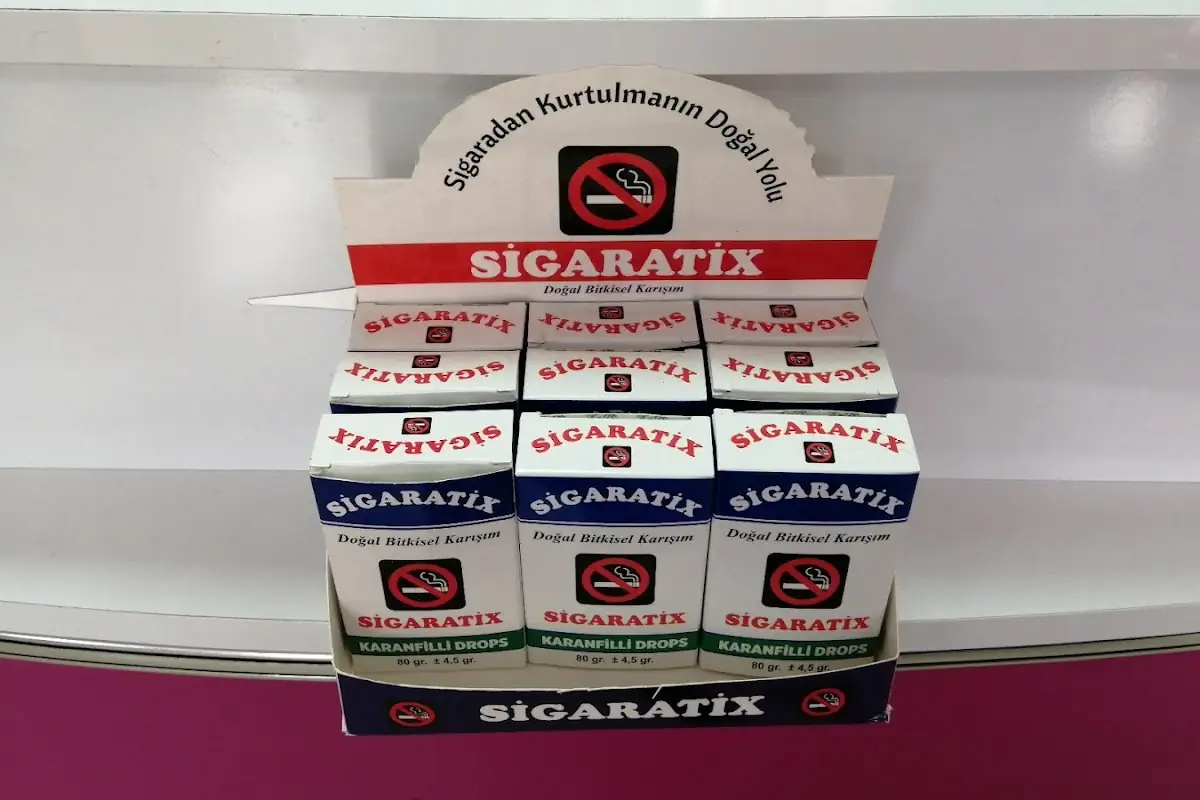 Sigaradan Kurtulmanın Doğal Yolu
SİGARATİX
Doğal Bitkisel Karışım
SİGARATİX
SİGARATİX
SİGARATİX
SİGARATİX
SİGARATİX
SİGARATİX
SİGARATİX
SİGARATİX
SİGARATİX
SİGARATİX
SİGARATİX
SİGARATİX
Doğal Bitkisel Karışım
Doğal Bitkisel Karışım
Doğal Bitkisel Karışım
SİGARATİX
SİGARATİX
SİGARATİX
KARANFİLLİ DROPS
KARANFİLLİ DROPS
KARANFİLLİ DROPS
80 gr. ± 4,5 gr.
80 gr. ± 4,5 gr.
80 gr. ± 4,5 gr.
SİGARATİX